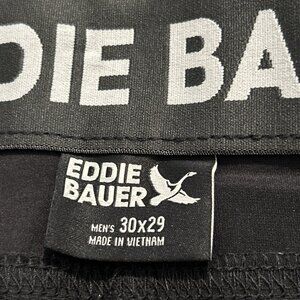 DIE BA
EDDIE
BAUER
MEN'S 30x29
MADE IN VIETNAM